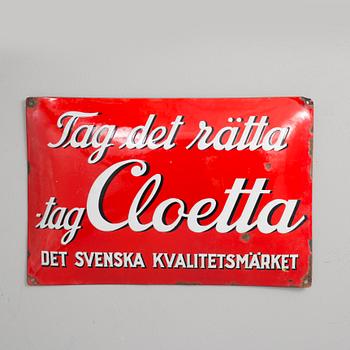 Tag det rätta
-tag Cloetta
DET SVENSKA KVALITETSMÄRKET